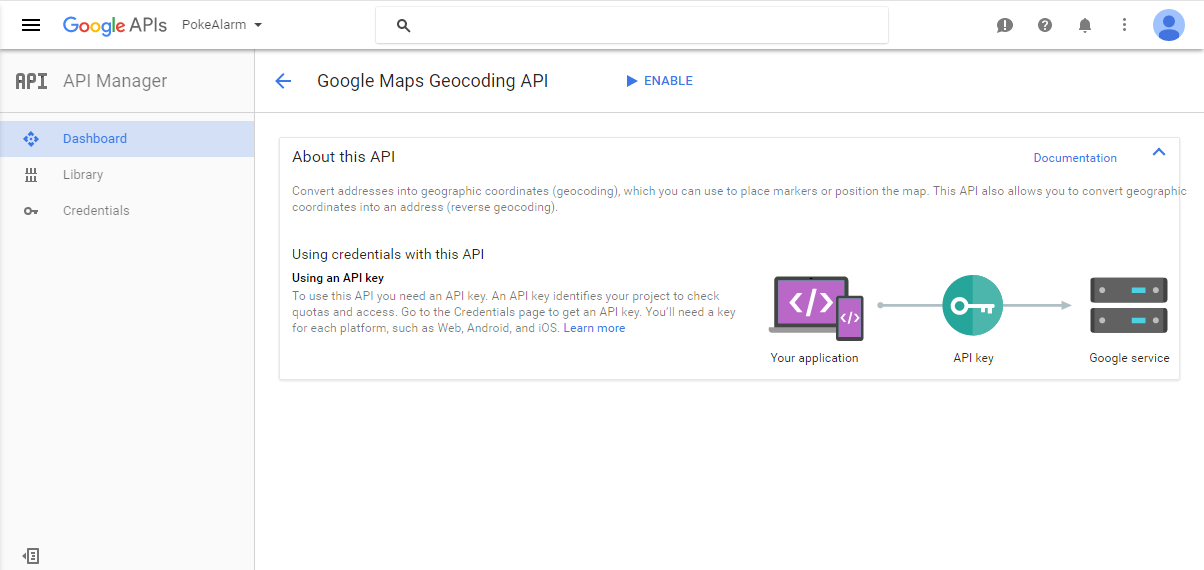 Google APIs PokeAlarm
API API Manager
Google Maps Geocoding API ENABLE
Dashboard
Library
Credentials
About this API
Documentation
Convert addresses into geographic coordinates (geocoding), which you can use to place markers or position the map. This API also allows you to convert geographic
coordinates into an address (reverse geocoding).
Using credentials with this API
Using an API key
To use this API you need an API key. An API key identifies your project to check
quotas and access. Go to the Credentials page to get an API key. You'll need a key
for each platform, such as Web, Android, and iOS. Learn more
</> </>
Your application
API key
Google service